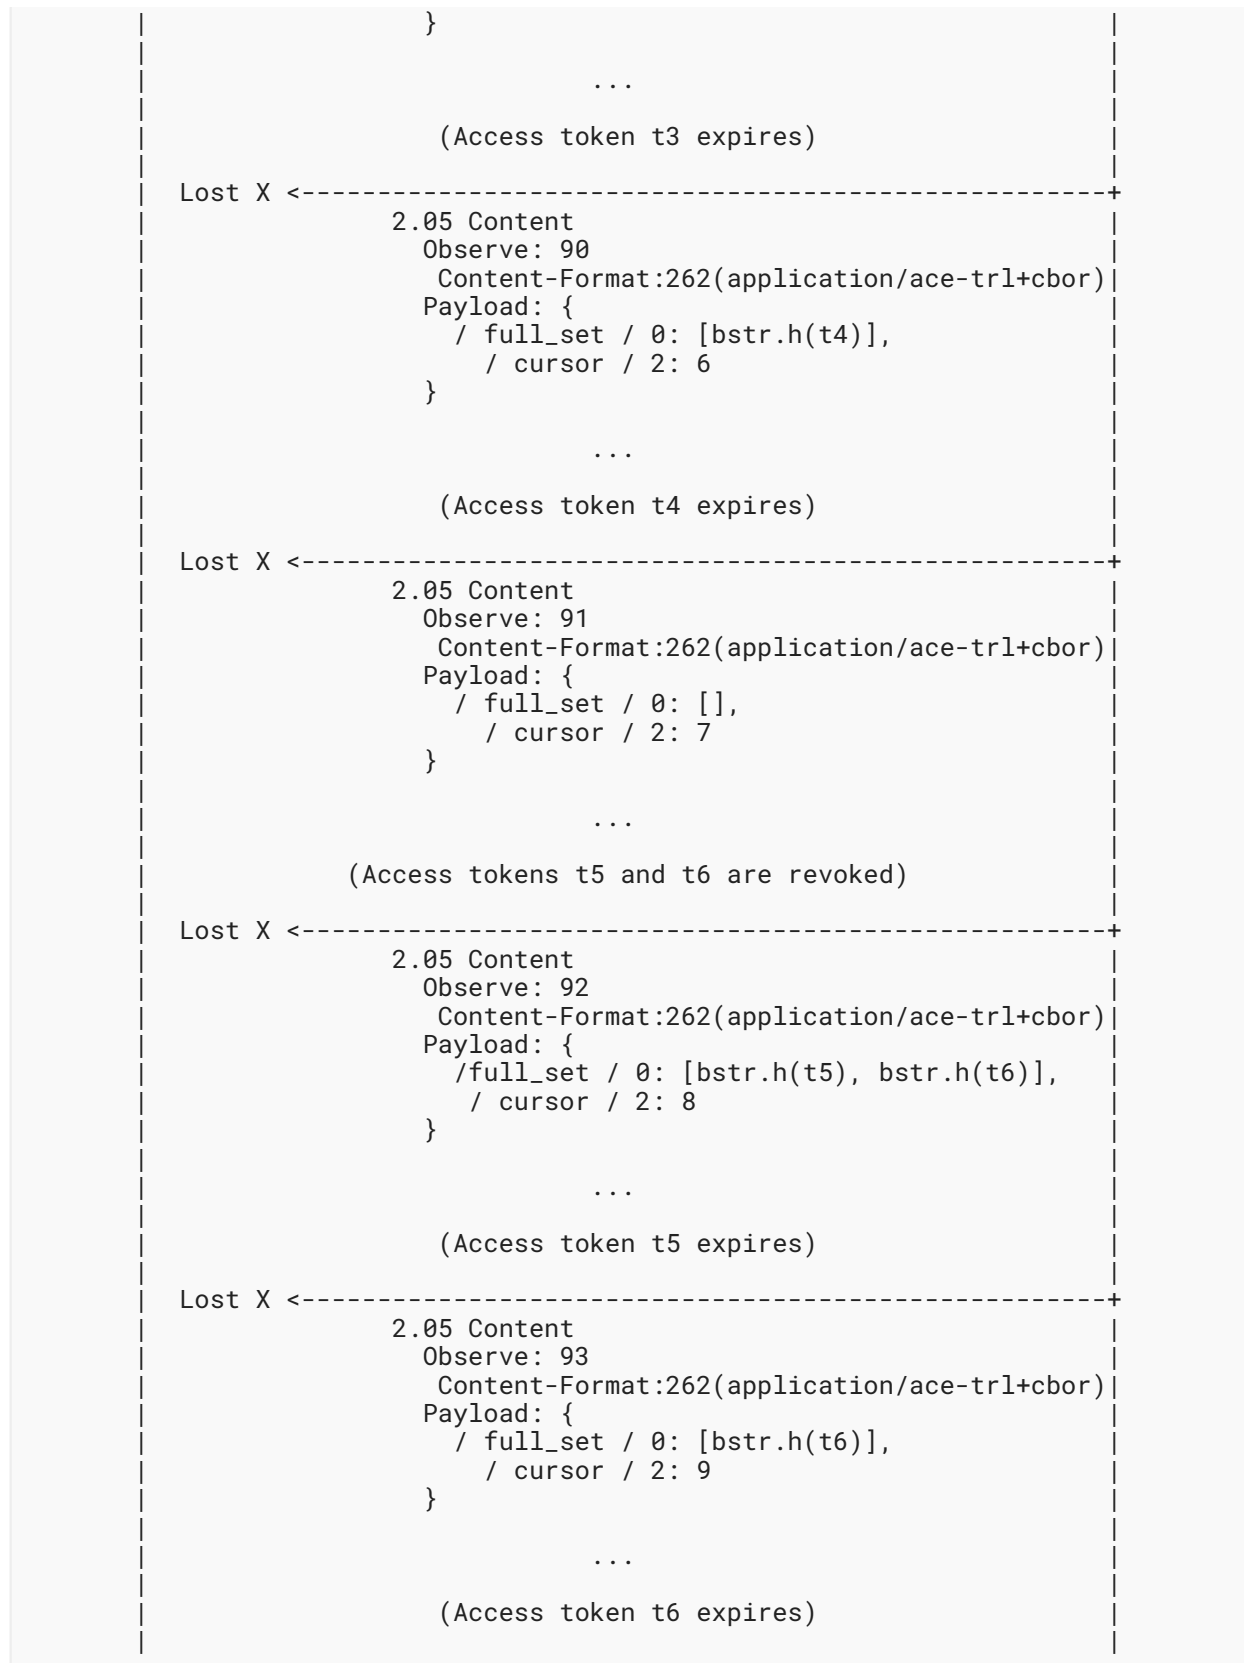 |                  }                                            |
|                                                               |
|                             ...                               |
|                                                               |
|                   (Access token t3 expires)                   |
|                                                               |
|  Lost X <-----------------------------------------------------+
|                2.05 Content                                   |
|                  Observe: 90                                  |
|                   Content-Format:262(application/ace-trl+cbor)|
|                  Payload: {                                   |
|                    / full_set / 0: [bstr.h(t4)],              |
|                      / cursor / 2: 6                          |
|                  }                                            |
|                                                               |
|                             ...                               |
|                                                               |
|                   (Access token t4 expires)                   |
|                                                               |
|  Lost X <-----------------------------------------------------+
|                2.05 Content                                   |
|                  Observe: 91                                  |
|                   Content-Format:262(application/ace-trl+cbor)|
|                  Payload: {                                   |
|                    / full_set / 0: [],                        |
|                      / cursor / 2: 7                          |
|                  }                                            |
|                                                               |
|                             ...                               |
|                                                               |
|             (Access tokens t5 and t6 are revoked)             |
|                                                               |
|  Lost X <-----------------------------------------------------+
|                2.05 Content                                   |
|                  Observe: 92                                  |
|                   Content-Format:262(application/ace-trl+cbor)|
|                  Payload: {                                   |
|                    /full_set / 0: [bstr.h(t5), bstr.h(t6)],   |
|                     / cursor / 2: 8                           |
|                  }                                            |
|                                                               |
|                             ...                               |
|                                                               |
|                   (Access token t5 expires)                   |
|                                                               |
|  Lost X <-----------------------------------------------------+
|                2.05 Content                                   |
|                  Observe: 93                                  |
|                   Content-Format:262(application/ace-trl+cbor)|
|                  Payload: {                                   |
|                    / full_set / 0: [bstr.h(t6)],              |
|                      / cursor / 2: 9                          |
|                  }                                            |
|                                                               |
|                             ...                               |
|                                                               |
|                   (Access token t6 expires)                   |
|                                                               |